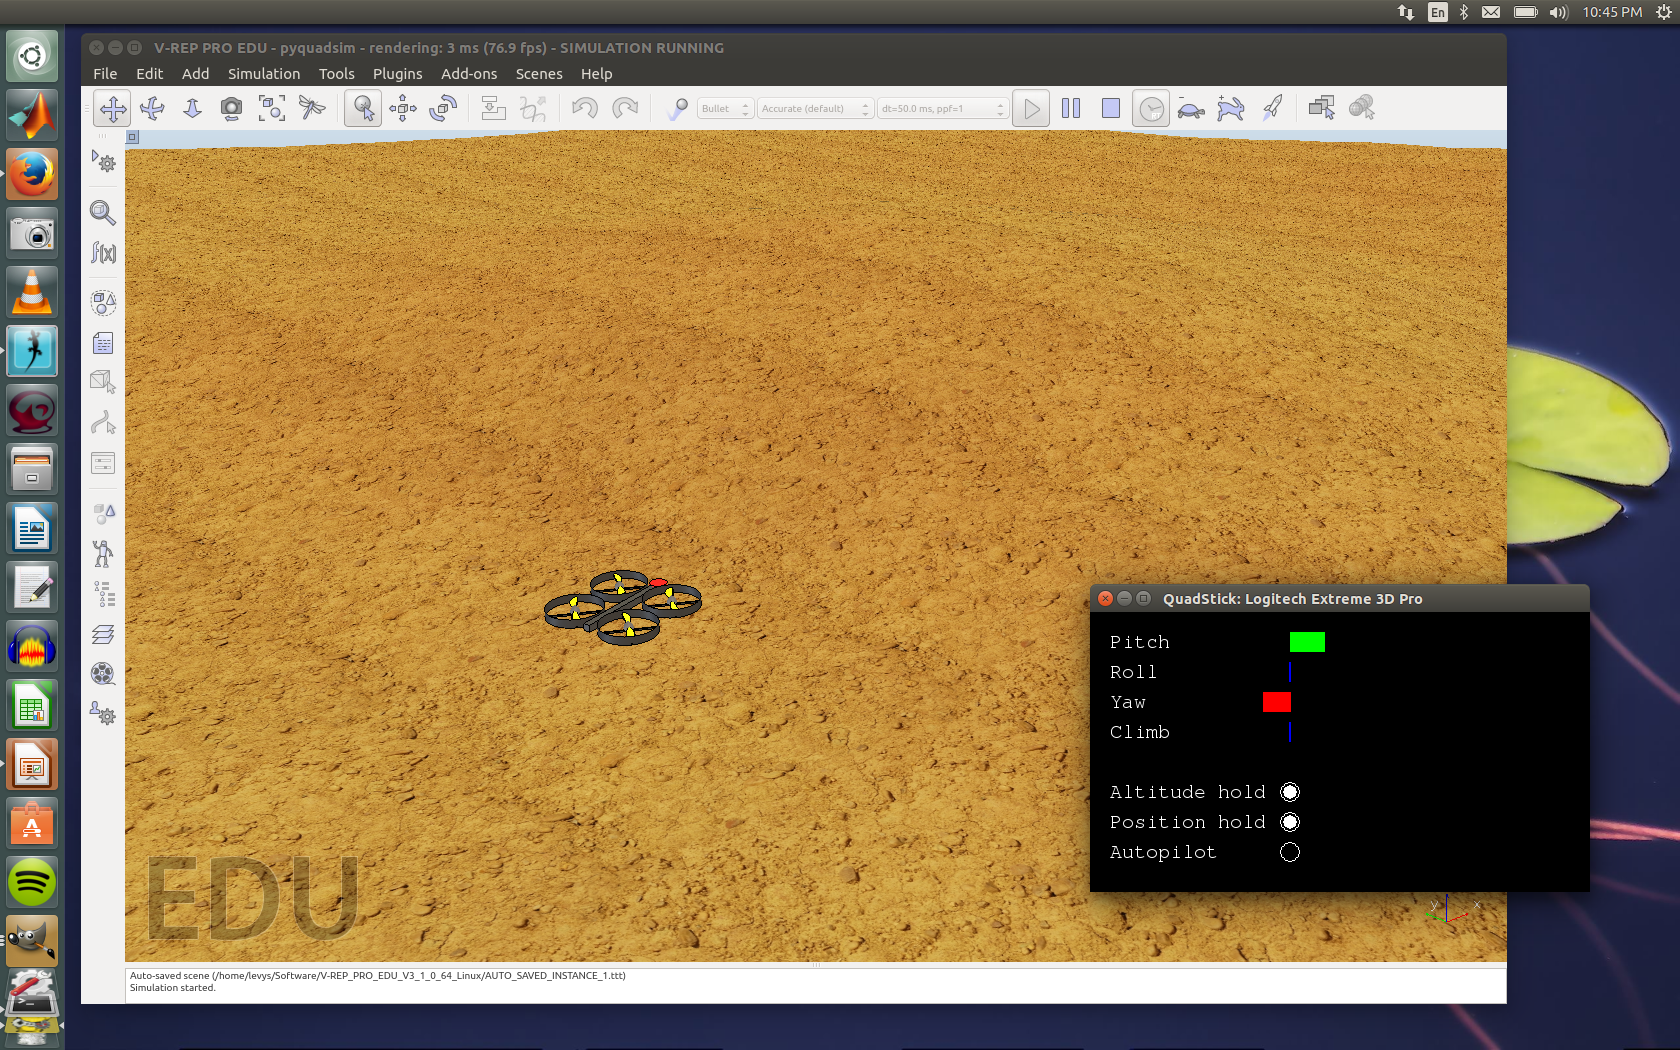 En
10:45 PM
V-REP PRO EDU - pyquadsim - rendering: 3 ms (76.9 fps) - SIMULATION RUNNING
File Edit Add Simulation Tools Plugins Add-ons Scenes Help
Bullet Accurate (default) dt=50.0 ms, ppf=1
RT
f(x)
QuadStick: Logitech Extreme 3D Pro
Pitch
Roll
Yaw
Climb
Altitude hold
Position hold
Autopilot
EDU
y x
Auto-saved scene (/home/levys/Software/V-REP_PRO_EDU_V3_1_0_64_Linux/AUTO_SAVED_INSTANCE_1.ttt)
Simulation started.